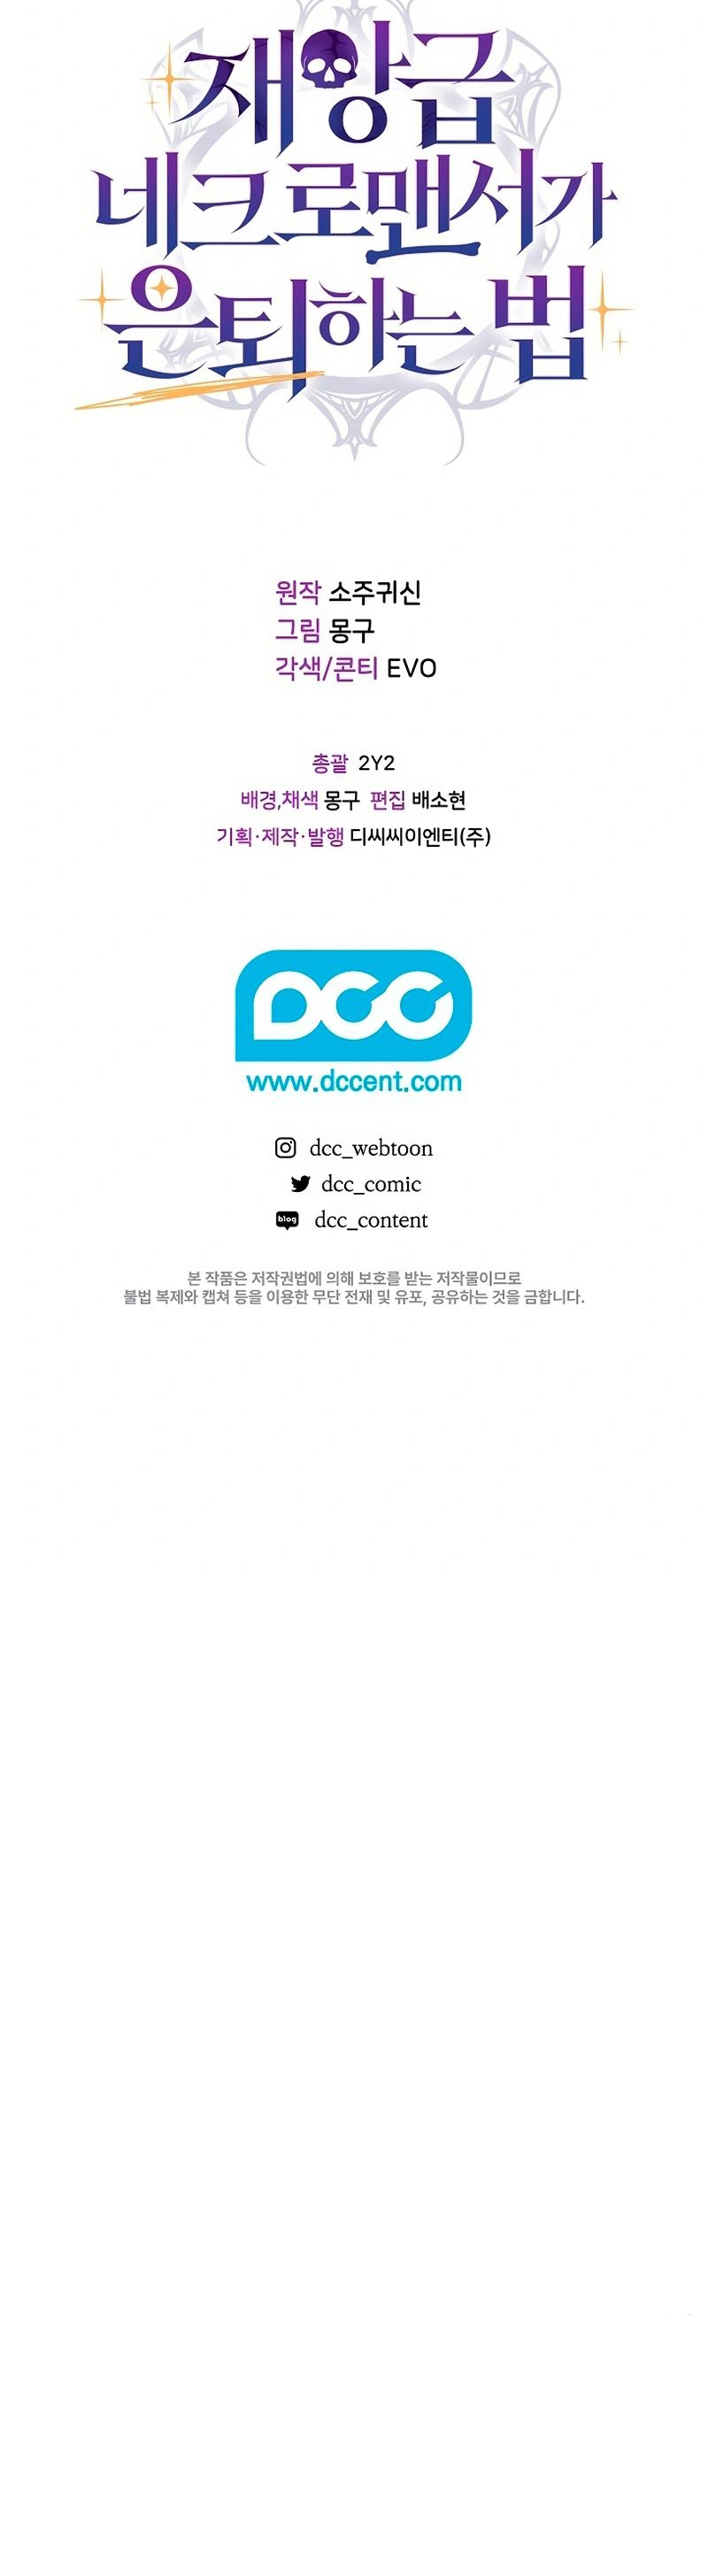 재앙급
네크로맨서가
은퇴하는 법
원작 소주귀신
그림 몽구
각색/콘티 EVO
총괄 2Y2
배경,채색 몽구 편집 배소현
기획·제작·발행 디씨씨이엔티(주)
DCC
www.dccent.com
dcc_webtoon
dcc_comic
blog dcc_content
본 작품은 저작권법에 의해 보호를 받는 저작물이므로
불법 복제와 캡쳐 등을 이용한 무단 전재 및 유포, 공유하는 것을 금합니다.